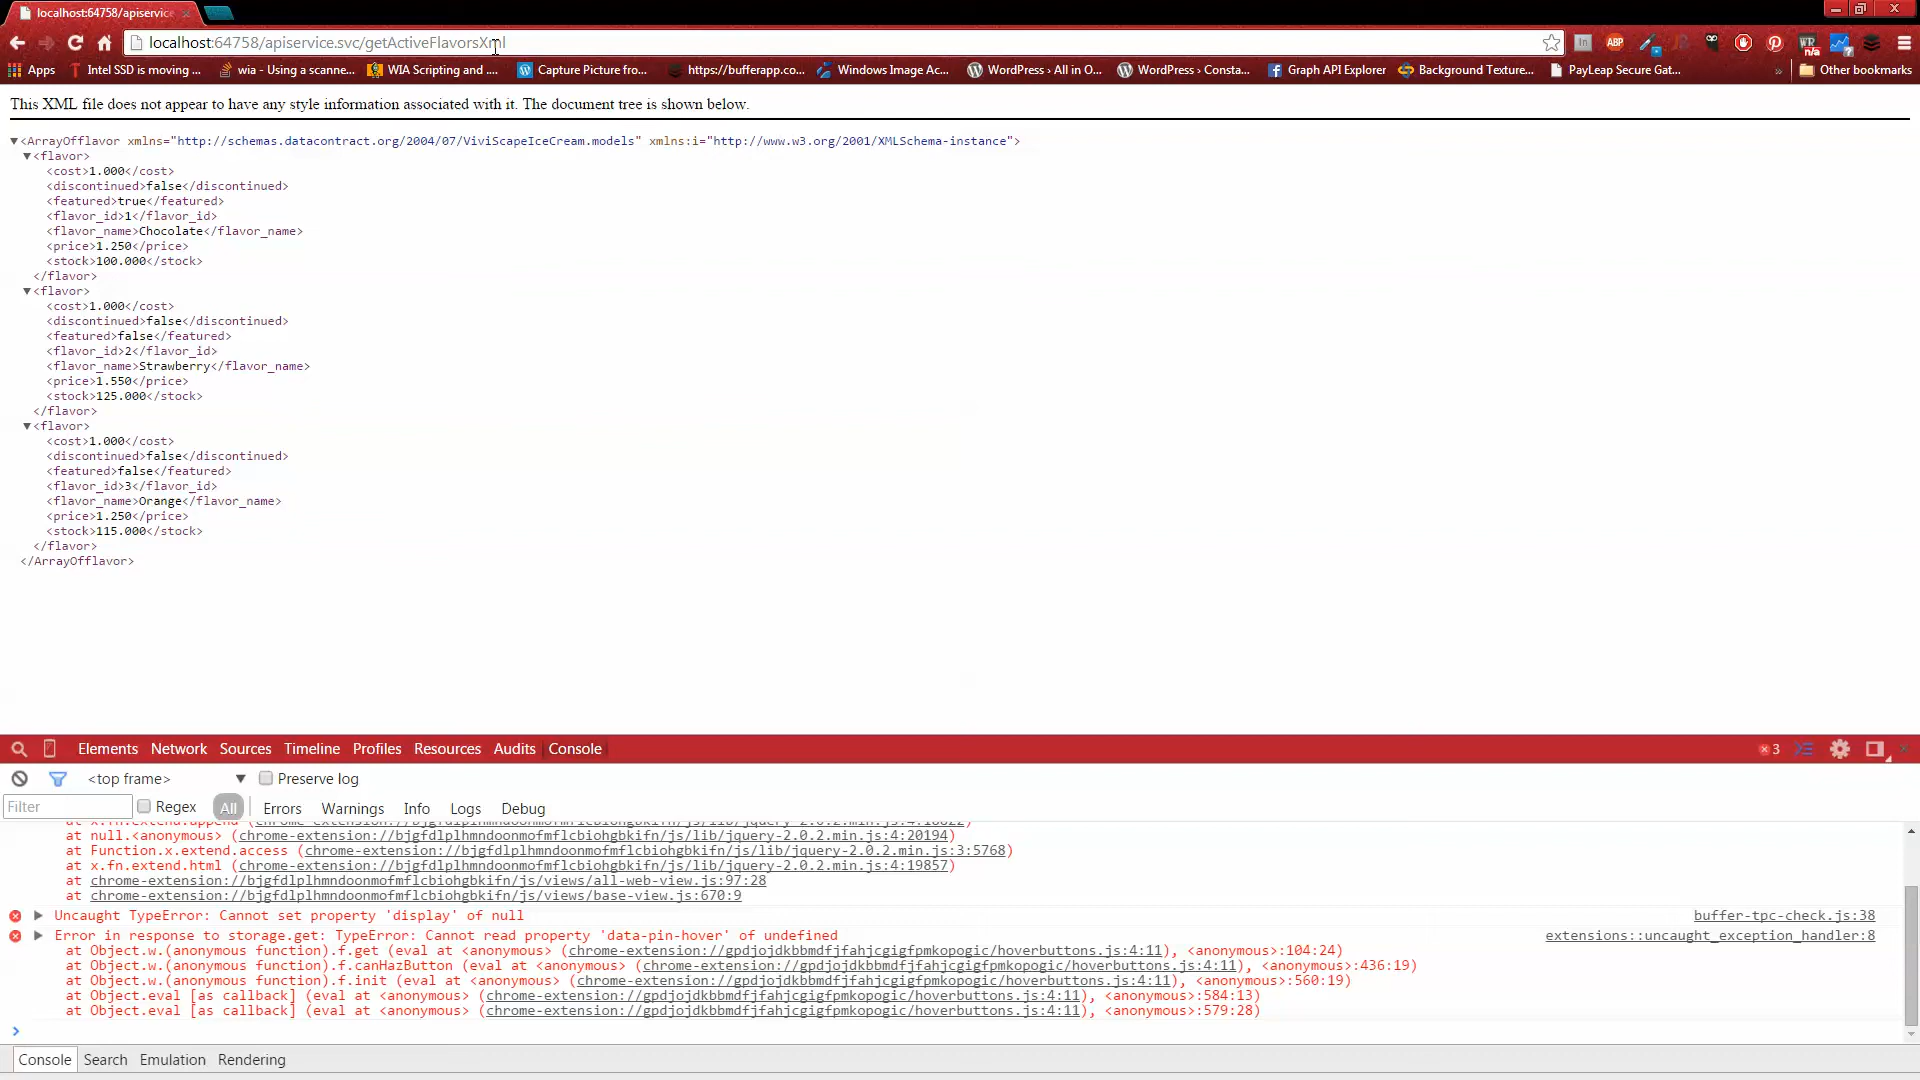 localhost:64758/apiservice
localhost:64758/apiservice.svc/getActiveFlavorsXml
Apps Intel SSD is moving ... wia - Using a scanne... WIA Scripting and .... Capture Picture fro... https://bufferapp.co... Windows Image Ac... WordPress › All in O... WordPress › Consta... Graph API Explorer Background Texture... PayLeap Secure Gat... » Other bookmarks
This XML file does not appear to have any style information associated with it. The document tree is shown below.
▼<ArrayOfflavor xmlns="http://schemas.datacontract.org/2004/07/ViviScapeIceCream.models" xmlns:i="http://www.w3.org/2001/XMLSchema-instance">
▼<flavor>
<cost>1.000</cost>
<discontinued>false</discontinued>
<featured>true</featured>
<flavor_id>1</flavor_id>
<flavor_name>Chocolate</flavor_name>
<price>1.250</price>
<stock>100.000</stock>
</flavor>
▼<flavor>
<cost>1.000</cost>
<discontinued>false</discontinued>
<featured>false</featured>
<flavor_id>2</flavor_id>
<flavor_name>Strawberry</flavor_name>
<price>1.550</price>
<stock>125.000</stock>
</flavor>
▼<flavor>
<cost>1.000</cost>
<discontinued>false</discontinued>
<featured>false</featured>
<flavor_id>3</flavor_id>
<flavor_name>Orange</flavor_name>
<price>1.250</price>
<stock>115.000</stock>
</flavor>
</ArrayOfflavor>
Elements Network Sources Timeline Profiles Resources Audits Console 3
<top frame> ▼ Preserve log
Filter Regex All Errors Warnings Info Logs Debug
at null.<anonymous> (chrome-extension://bjgfdlplhmndoonmofmflcbiohgbkifn/js/lib/jquery-2.0.2.min.js:4:20194)
at Function.x.extend.access (chrome-extension://bjgfdlplhmndoonmofmflcbiohgbkifn/js/lib/jquery-2.0.2.min.js:3:5768)
at x.fn.extend.html (chrome-extension://bjgfdlplhmndoonmofmflcbiohgbkifn/js/lib/jquery-2.0.2.min.js:4:19857)
at chrome-extension://bjgfdlplhmndoonmofmflcbiohgbkifn/js/views/all-web-view.js:97:28
at chrome-extension://bjgfdlplhmndoonmofmflcbiohgbkifn/js/views/base-view.js:670:9
Uncaught TypeError: Cannot set property 'display' of null buffer-tpc-check.js:38
Error in response to storage.get: TypeError: Cannot read property 'data-pin-hover' of undefined extensions::uncaught_exception_handler:8
at Object.w.(anonymous function).f.get (eval at <anonymous> (chrome-extension://gpdjojdkbbmdfjfahjcgigfpmkopogic/hoverbuttons.js:4:11), <anonymous>:104:24)
at Object.w.(anonymous function).f.canHazButton (eval at <anonymous> (chrome-extension://gpdjojdkbbmdfjfahjcgigfpmkopogic/hoverbuttons.js:4:11), <anonymous>:436:19)
at Object.w.(anonymous function).f.init (eval at <anonymous> (chrome-extension://gpdjojdkbbmdfjfahjcgigfpmkopogic/hoverbuttons.js:4:11), <anonymous>:560:19)
at Object.eval [as callback] (eval at <anonymous> (chrome-extension://gpdjojdkbbmdfjfahjcgigfpmkopogic/hoverbuttons.js:4:11), <anonymous>:584:13)
at Object.eval [as callback] (eval at <anonymous> (chrome-extension://gpdjojdkbbmdfjfahjcgigfpmkopogic/hoverbuttons.js:4:11), <anonymous>:579:28)
>
Console Search Emulation Rendering